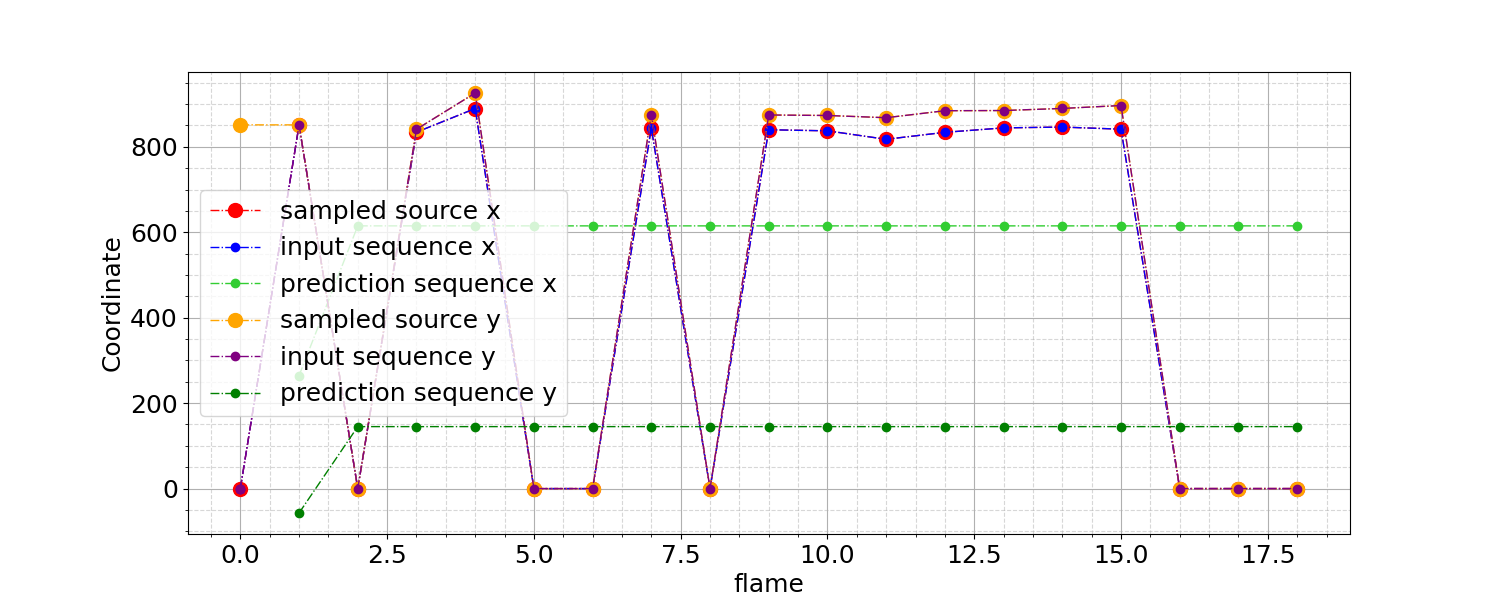 Coordinate
800
600
400
200
0
sampled source x
input sequence x
prediction sequence x
sampled source y
input sequence y
prediction sequence y
0.0 2.5 5.0 7.5 10.0 12.5 15.0 17.5
flame